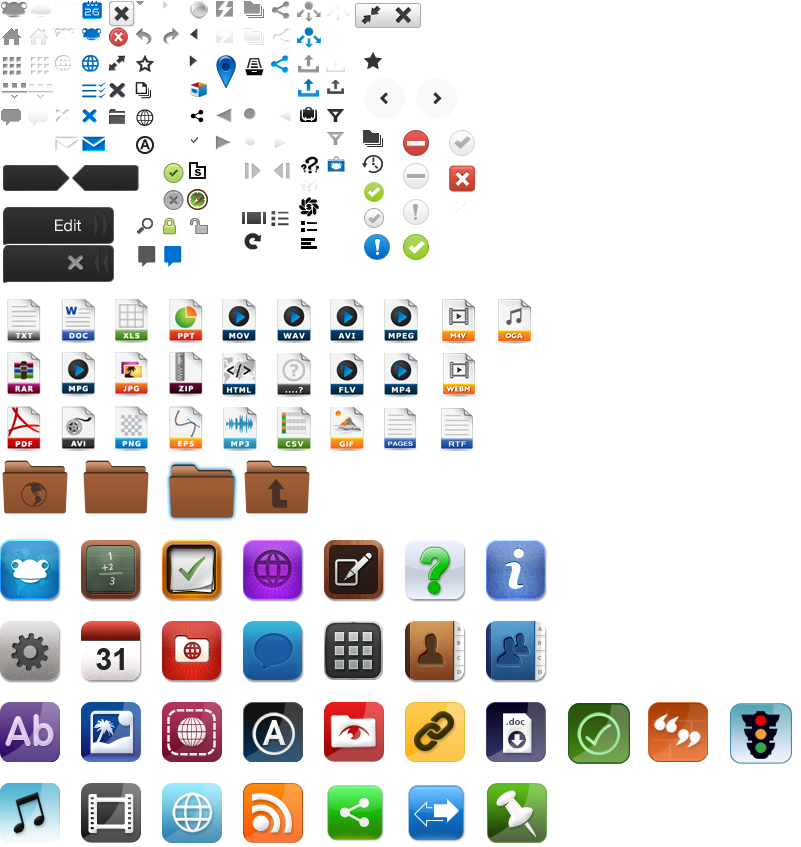 26
A
S
Edit
TXT W DOC XLS PPT MOV WAV AVI MPEG M4V OGA
RAR MPG JPG ZIP </> HTML ? ....? FLV MP4 WEBM
PDF AVI PNG EPS MP3 CSV GIF PAGES RTF
1
+2
3
? i
31
A B C D
A B C D
Ab
A
.doc